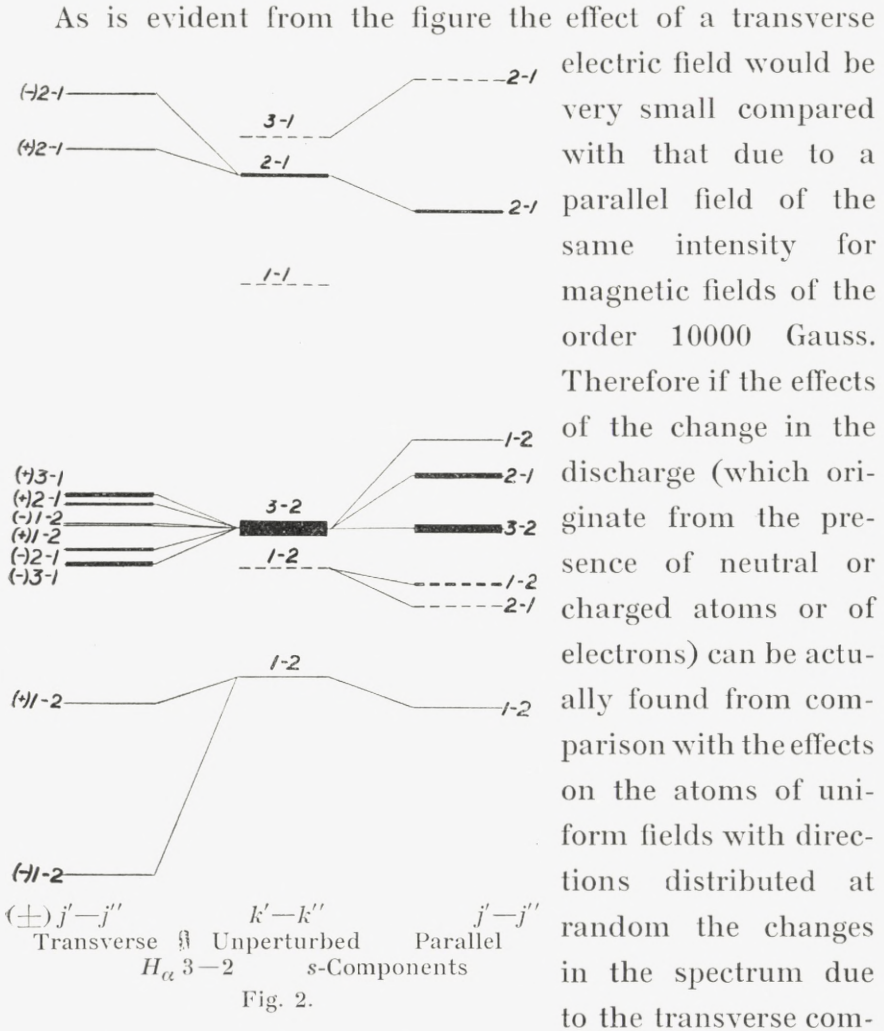 As is evident from the figure the effect of a transverse
electric field would be
very small compared
with that due to a
parallel field of the
same intensity for
magnetic fields of the
order 10000 Gauss.
Therefore if the effects
of the change in the
discharge (which ori-
ginate from the pre-
sence of neutral or
charged atoms or of
electrons) can be actu-
ally found from com-
parison with the effects
on the atoms of uni-
form fields with direc-
tions distributed at
random the changes
in the spectrum due
to the transverse com-
(-)2-1
(+)2-1
(+)3-1
(+)2-1
(-)1-2
(+)1-2
(-)2-1
(-)3-1
(+)1-2
(-)1-2
3-1
2-1
1-1
3-2
1-2
1-2
2-1
2-1
1-2
2-1
3-2
1-2
2-1
1-2
(±) j′—j″ k′—k″ j′—j″
Transverse Unperturbed Parallel
Hα 3—2 s-Components
Fig. 2.